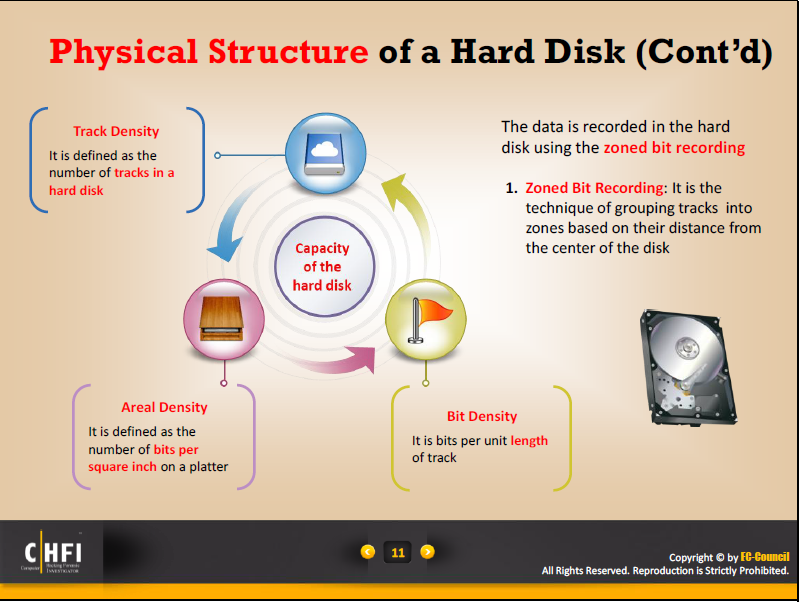 Physical Structure of a Hard Disk (Cont’d)
Track Density
It is defined as the
number of tracks in a
hard disk
The data is recorded in the hard
disk using the zoned bit recording
1. Zoned Bit Recording: It is the
technique of grouping tracks into
zones based on their distance from
the center of the disk
Capacity
of the
hard disk
Areal Density
It is defined as the
number of bits per
square inch on a platter
Bit Density
It is bits per unit length
of track
CHFI
Computer Hacking Forensic
INVESTIGATOR
11
Copyright © by EC-Council
All Rights Reserved. Reproduction is Strictly Prohibited.